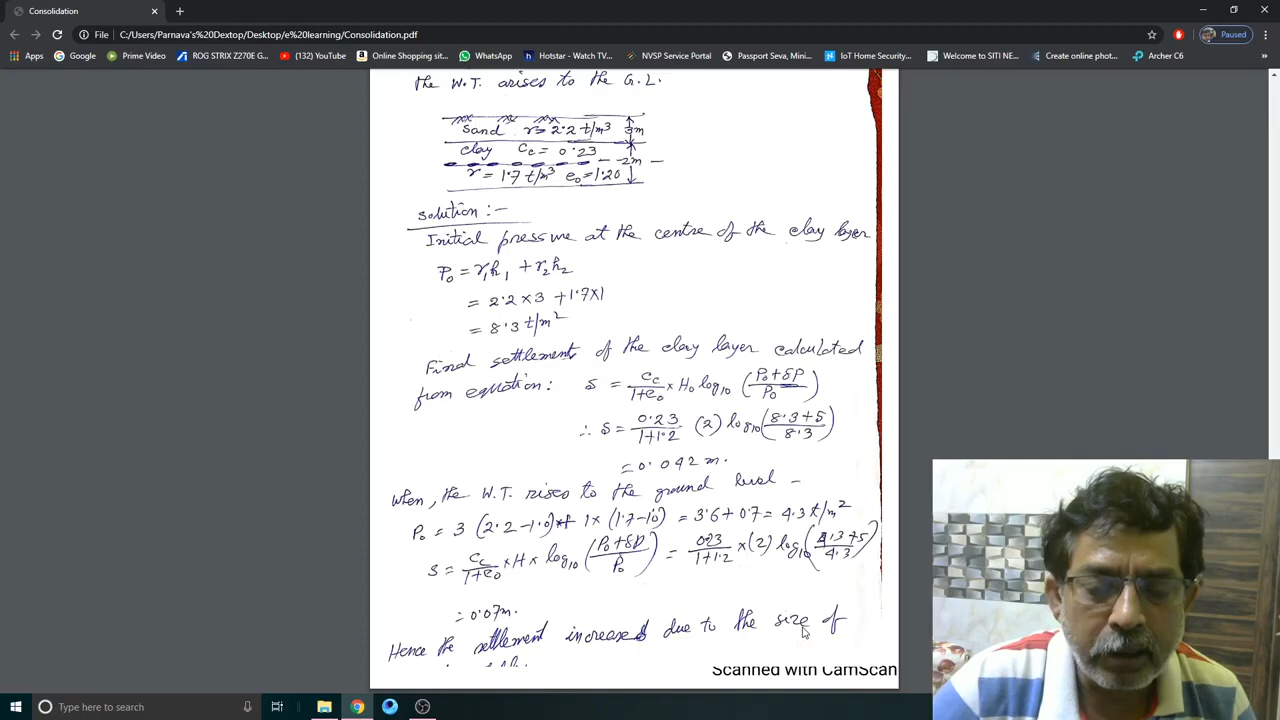 Consolidation
File | C:/Users/Parnava's%20Dextop/Desktop/e%20learning/Consolidation.pdf
Paused
Apps Google Prime Video ROG STRIX Z270E G... (132) YouTube Online Shopping sit... WhatsApp Hotstar - Watch TV... NVSP Service Portal Passport Seva, Mini... IoT Home Security... Welcome to SITI NE... Create online phot... Archer C6
the W.T. arises to the G.L.
Sand r = 2.2 t/m³ 3m
clay Cc = 0.23
2m
r = 1.7 t/m³ e₀ = 1.20
Solution :-
Initial pressure at the centre of the clay layer
P₀ = r₁h₁ + r₂h₂
= 2.2 × 3 + 1.7×1
= 8.3 t/m²
Final settlement of the clay layer calculated
from equation: S = Cc/(1+e₀) × H₀ log₁₀ ((P₀+δP)/P₀)
∴ S = 0.23/(1+1.2) (2) log₁₀ ((8.3+5)/8.3)
= 0.042 m.
When, the W.T. rises to the ground level -
P₀ = 3 (2.2-1.0) + 1× (1.7-1.0) = 3.6 + 0.7 = 4.3 t/m²
S = Cc/(1+e₀) × H × log₁₀ ((P₀+δP)/P₀) = 0.23/(1+1.2) × (2) log₁₀ ((4.3+5)/4.3)
= 0.07m.
Hence the settlement increased due to the size of
Scanned with CamScan
Type here to search